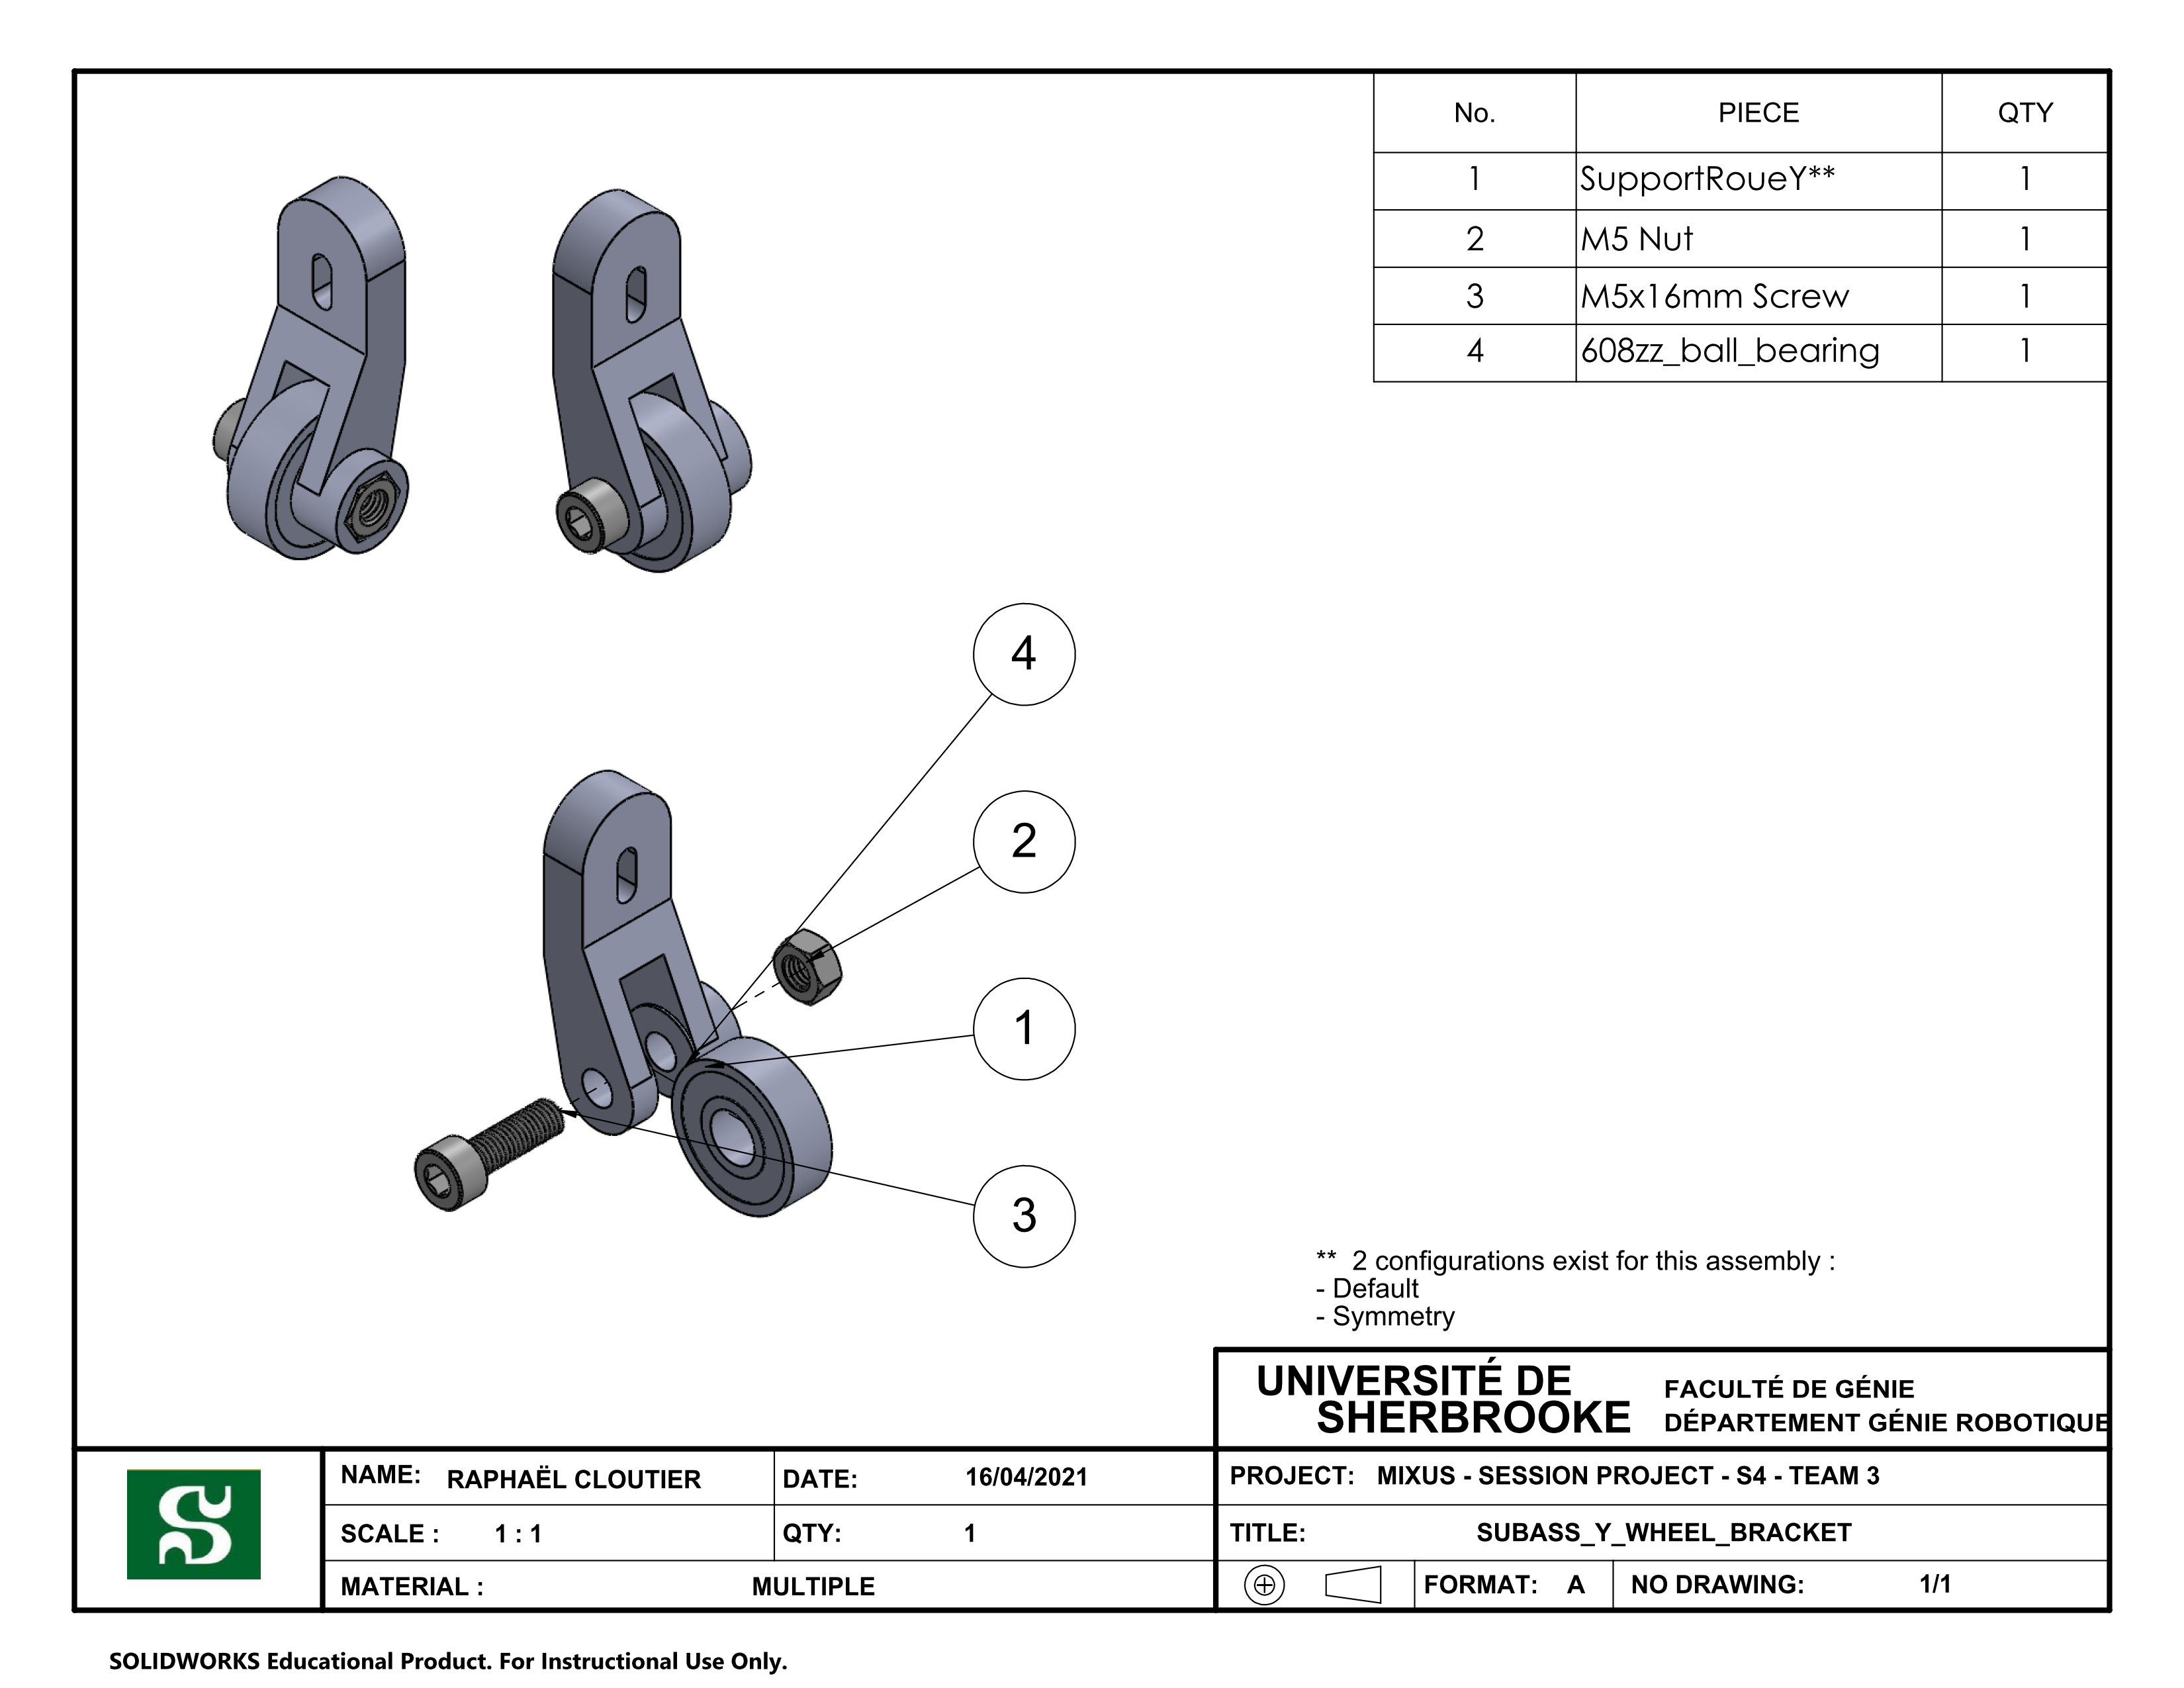 No. PIECE QTY
1 SupportRoueY** 1
2 M5 Nut 1
3 M5x16mm Screw 1
4 608zz_ball_bearing 1
4
2
1
3
** 2 configurations exist for this assembly :
- Default
- Symmetry
UNIVERSITÉ DE
SHERBROOKE
FACULTÉ DE GÉNIE
DÉPARTEMENT GÉNIE ROBOTIQUE
NAME: RAPHAËL CLOUTIER DATE: 16/04/2021 PROJECT: MIXUS - SESSION PROJECT - S4 - TEAM 3
SCALE : 1 : 1 QTY: 1 TITLE: SUBASS_Y_WHEEL_BRACKET
MATERIAL : MULTIPLE FORMAT: A NO DRAWING: 1/1
SOLIDWORKS Educational Product. For Instructional Use Only.